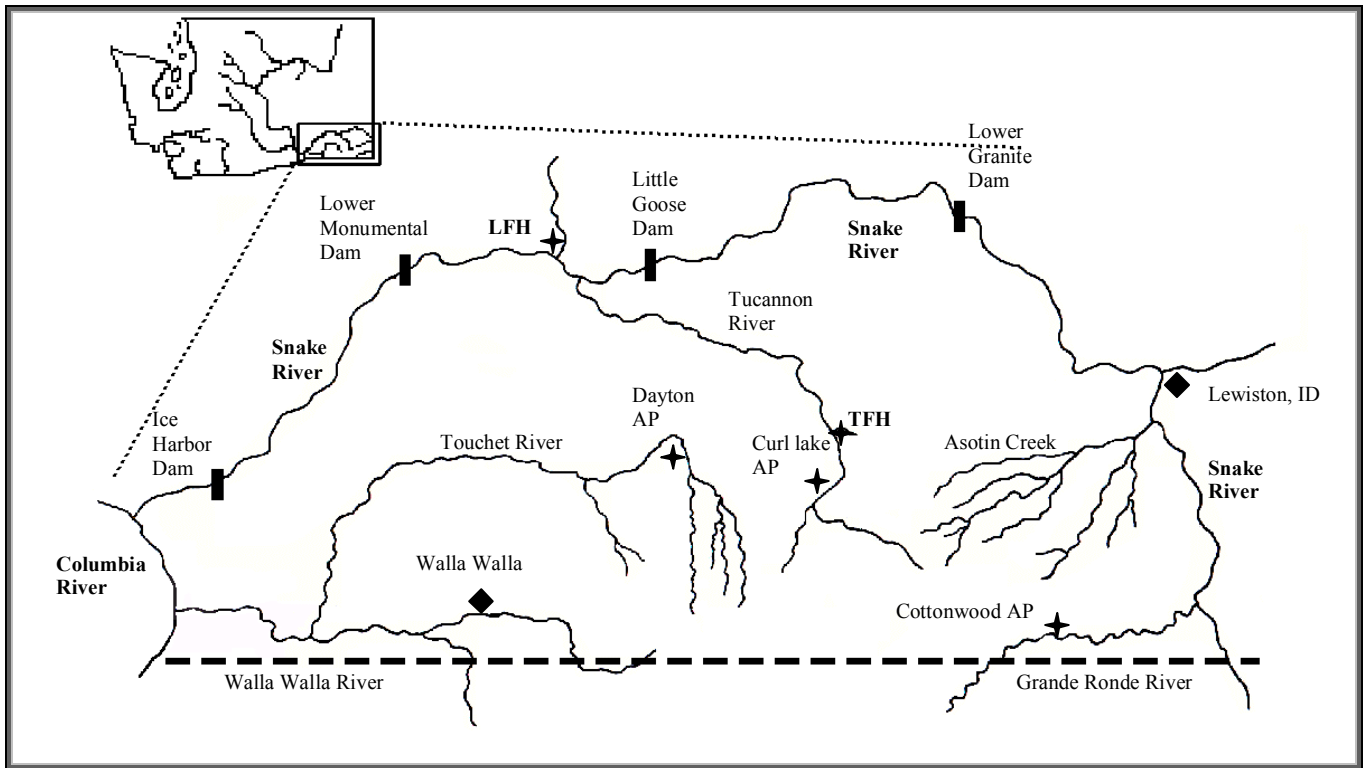 Lower
Granite
Dam
Little
Goose
Dam
Lower
Monumental
Dam
LFH
Snake
River
Tucannon
River
Snake
River
Ice
Harbor
Dam
Dayton
AP
TFH
Curl lake
AP
Touchet River
Asotin Creek
Lewiston, ID
Snake
River
Columbia
River
Walla Walla
Cottonwood AP
Walla Walla River
Grande Ronde River